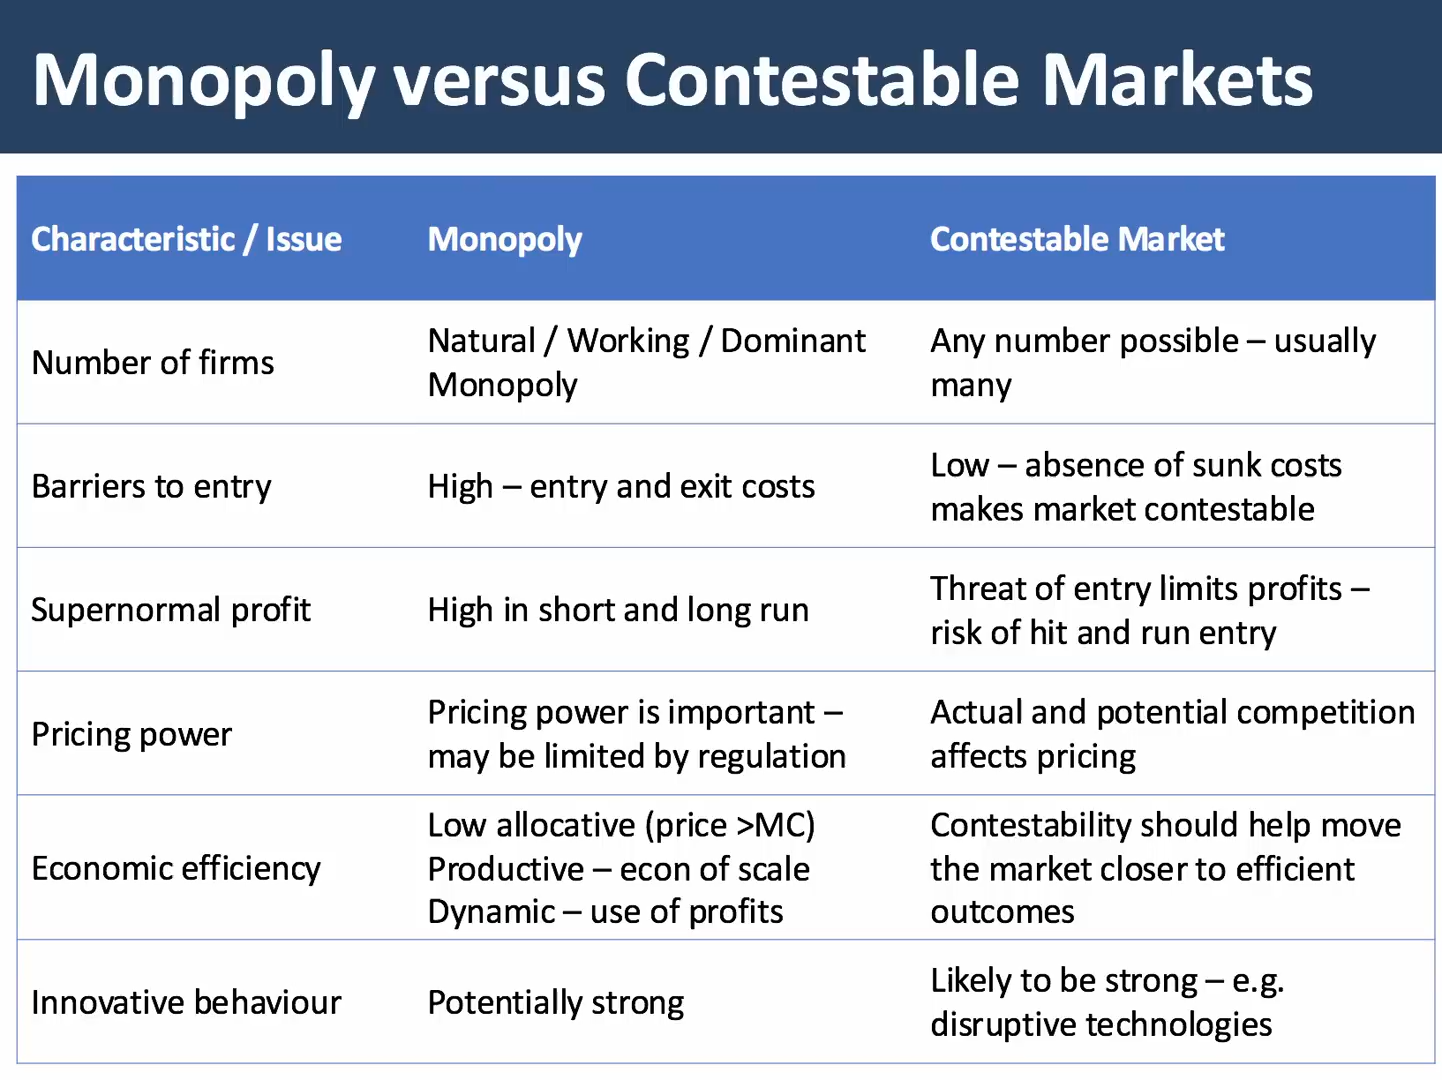 Monopoly versus Contestable Markets
Characteristic / Issue
Monopoly
Contestable Market
Number of firms
Natural / Working / Dominant
Monopoly
Any number possible – usually
many
Barriers to entry
High – entry and exit costs
Low – absence of sunk costs
makes market contestable
Supernormal profit
High in short and long run
Threat of entry limits profits –
risk of hit and run entry
Pricing power
Pricing power is important –
may be limited by regulation
Actual and potential competition
affects pricing
Economic efficiency
Low allocative (price >MC)
Productive – econ of scale
Dynamic – use of profits
Contestability should help move
the market closer to efficient
outcomes
Innovative behaviour
Potentially strong
Likely to be strong – e.g.
disruptive technologies